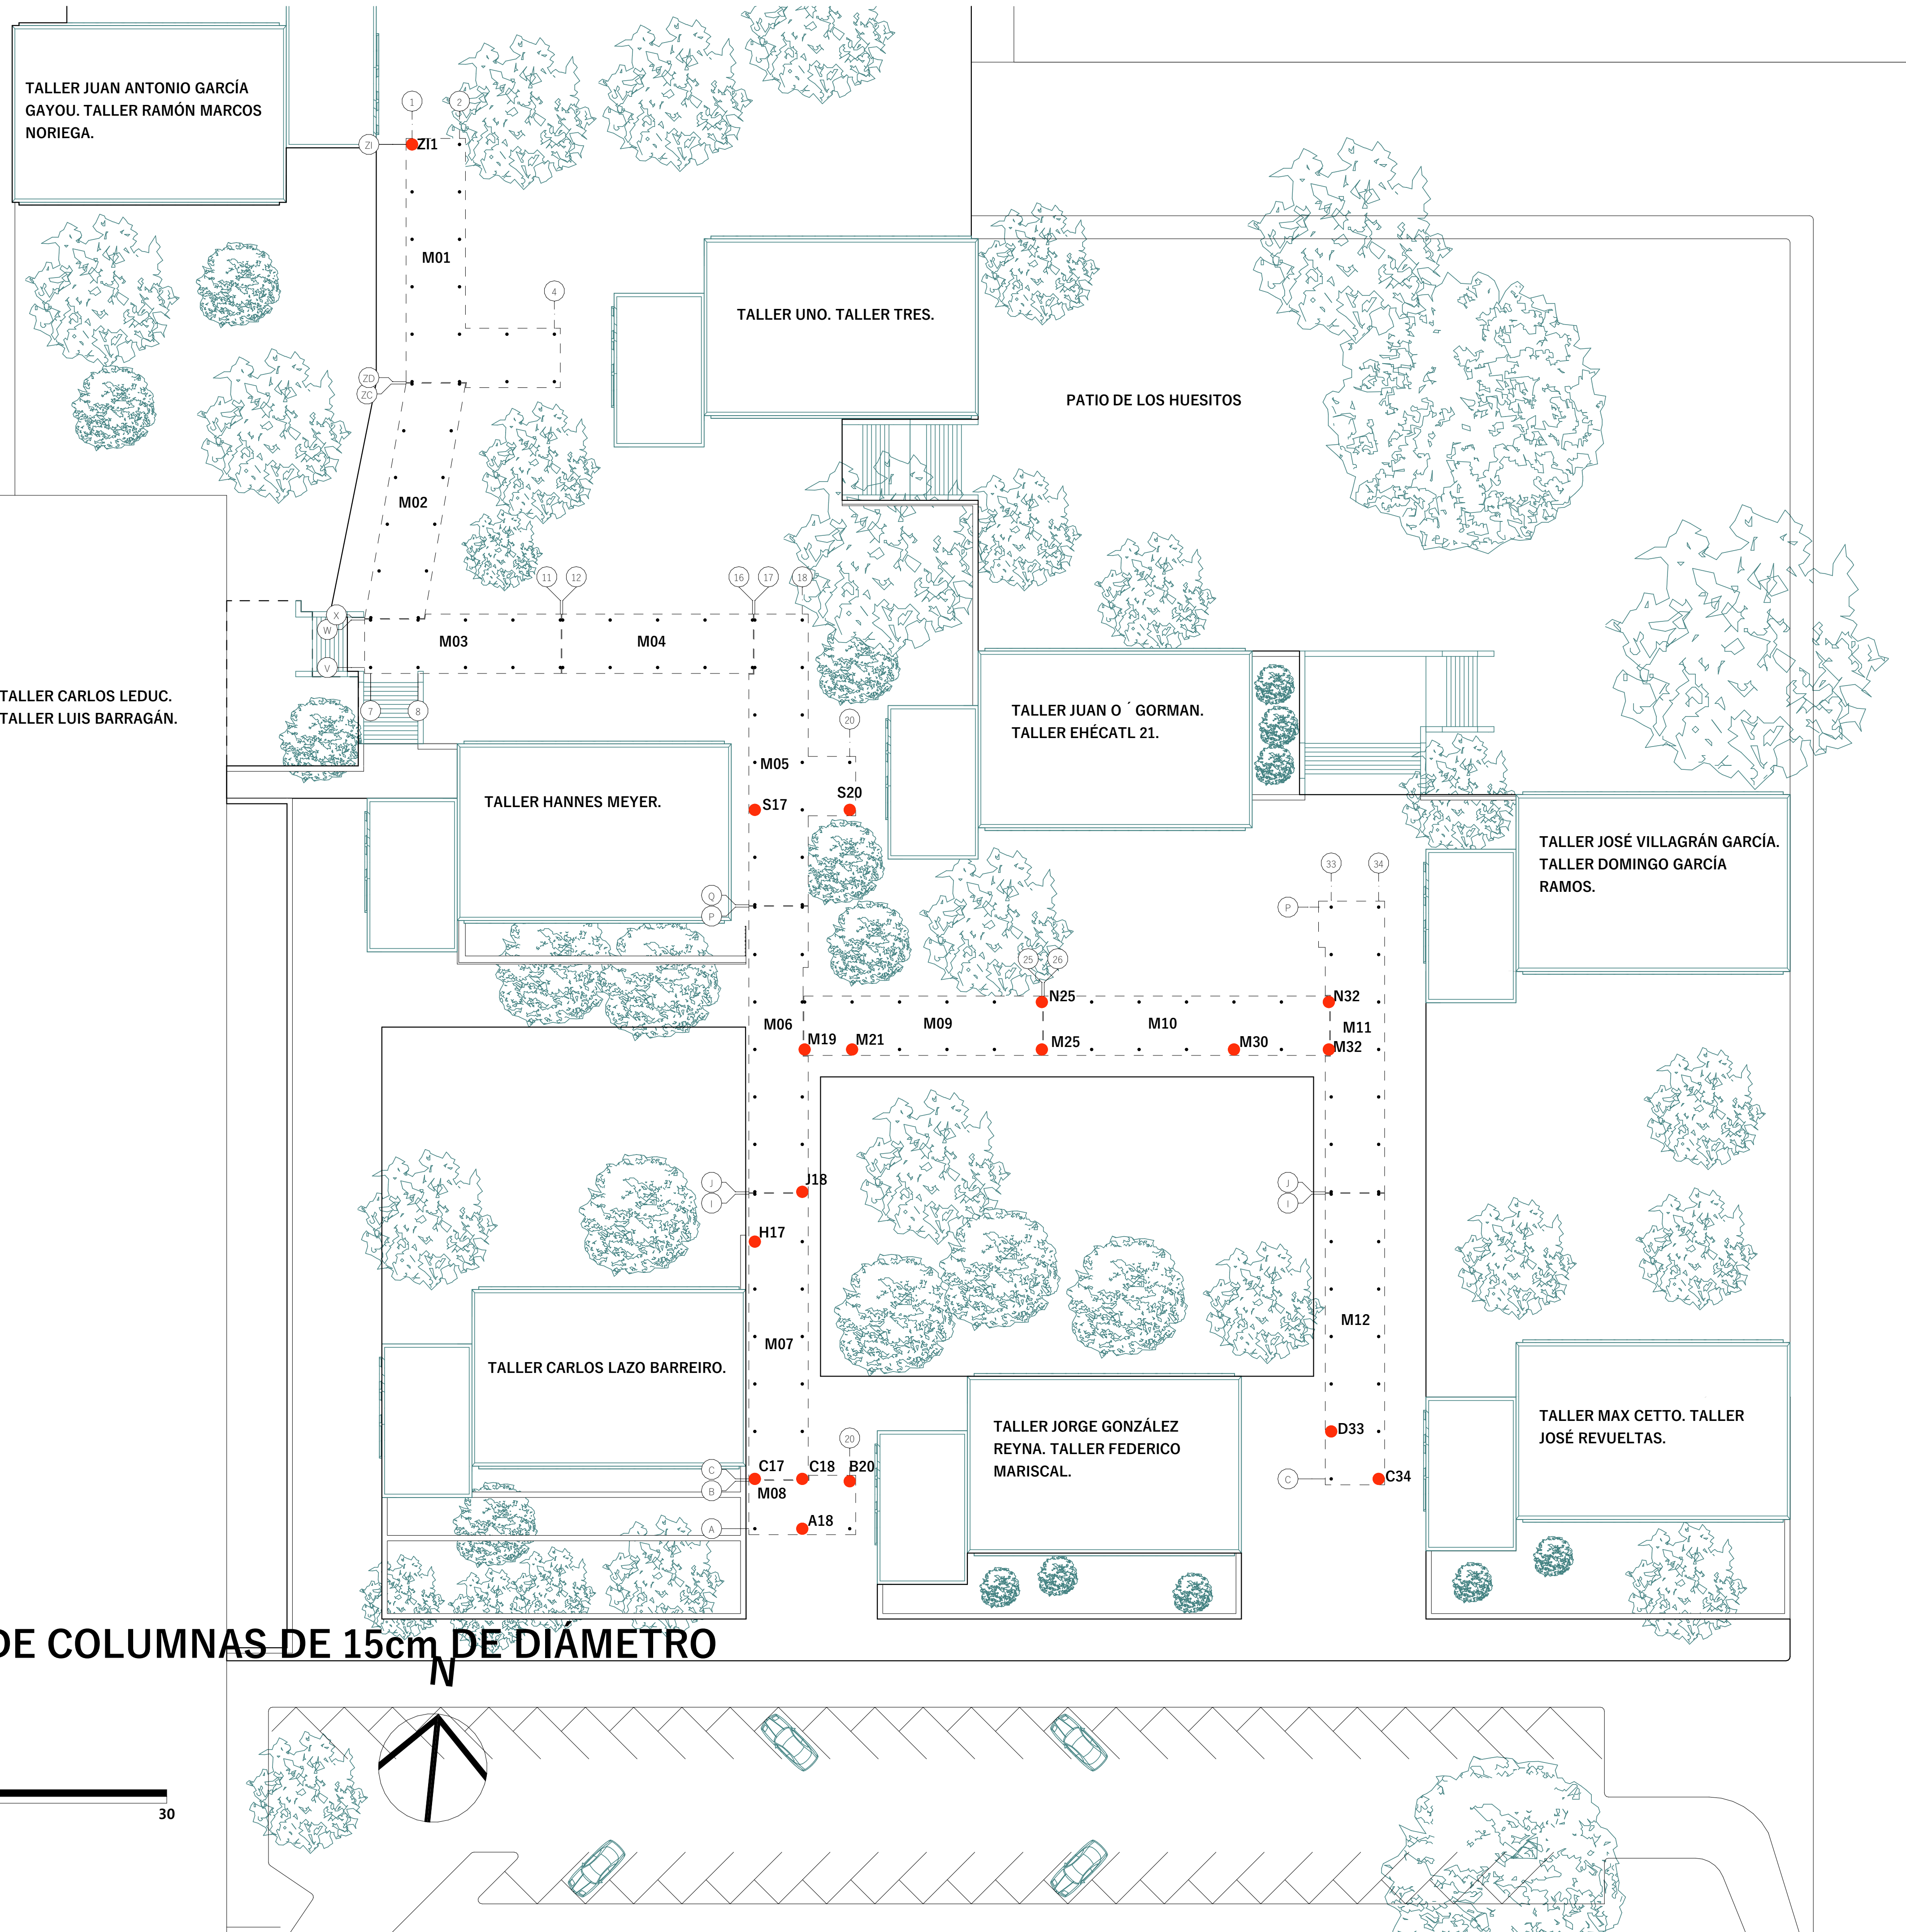 TALLER JUAN ANTONIO GARCÍA
GAYOU. TALLER RAMÓN MARCOS
NORIEGA.
1
2
ZI
ZI1
M01
4
TALLER UNO. TALLER TRES.
ZD
ZC
PATIO DE LOS HUESITOS
M02
11
12
16
17
18
X
W
V
M03
M04
TALLER CARLOS LEDUC.
TALLER LUIS BARRAGÁN.
7
8
20
TALLER JUAN O ´ GORMAN.
TALLER EHÉCATL 21.
M05
S17
S20
TALLER HANNES MEYER.
TALLER JOSÉ VILLAGRÁN GARCÍA.
TALLER DOMINGO GARCÍA
RAMOS.
33
34
Q
P
P
25
26
N25
N32
M06
M09
M10
M11
M19
M21
M25
M30
M32
J
I
J18
J
I
H17
M07
M12
TALLER CARLOS LAZO BARREIRO.
TALLER JORGE GONZÁLEZ
REYNA. TALLER FEDERICO
MARISCAL.
TALLER MAX CETTO. TALLER
JOSÉ REVUELTAS.
D33
20
C
B
C17
C18
B20
C
C34
M08
A
A18
DE COLUMNAS DE 15cm DE DIÁMETRO
N
30